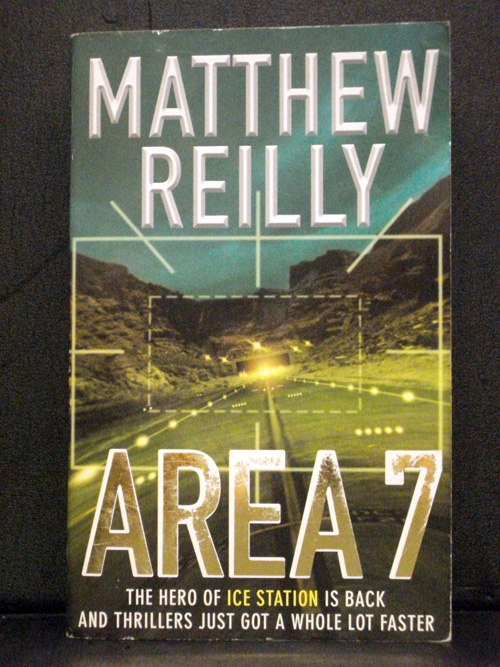 MATTHEW
REILLY
AREA 7
THE HERO OF ICE STATION IS BACK
AND THRILLERS JUST GOT A WHOLE LOT FASTER